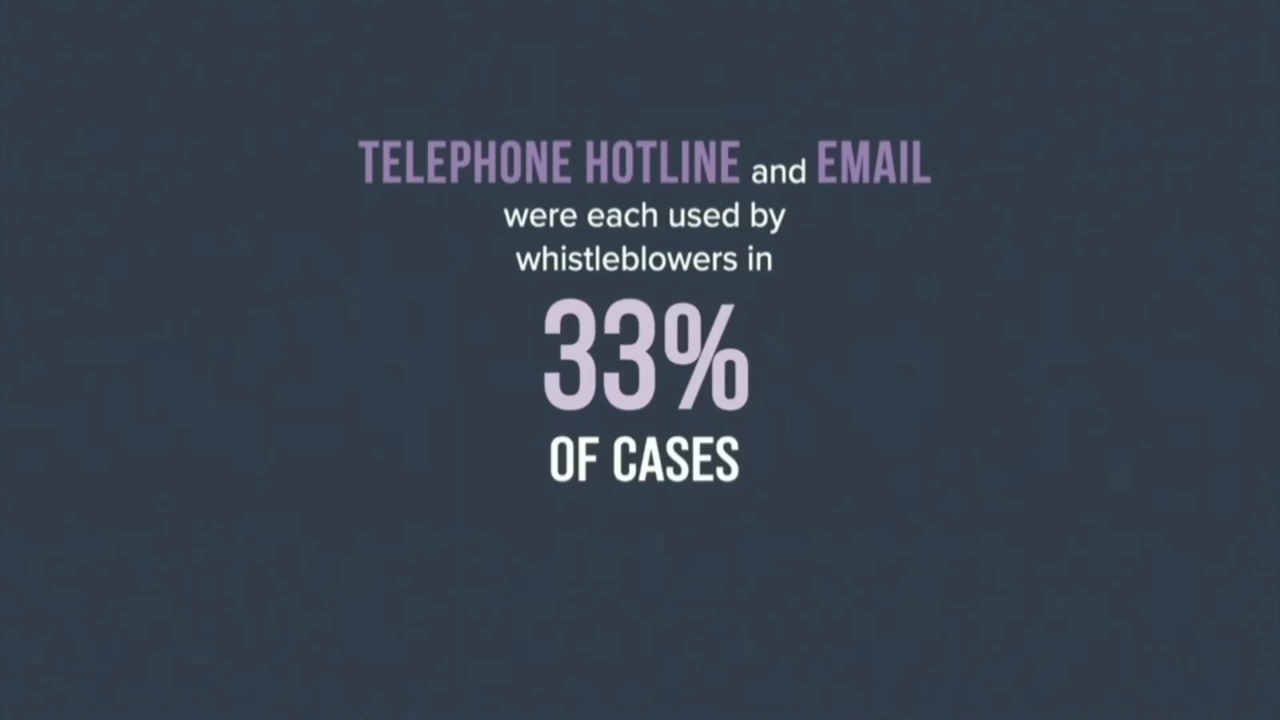 TELEPHONE HOTLINE and EMAIL
were each used by
whistleblowers in
33%
OF CASES